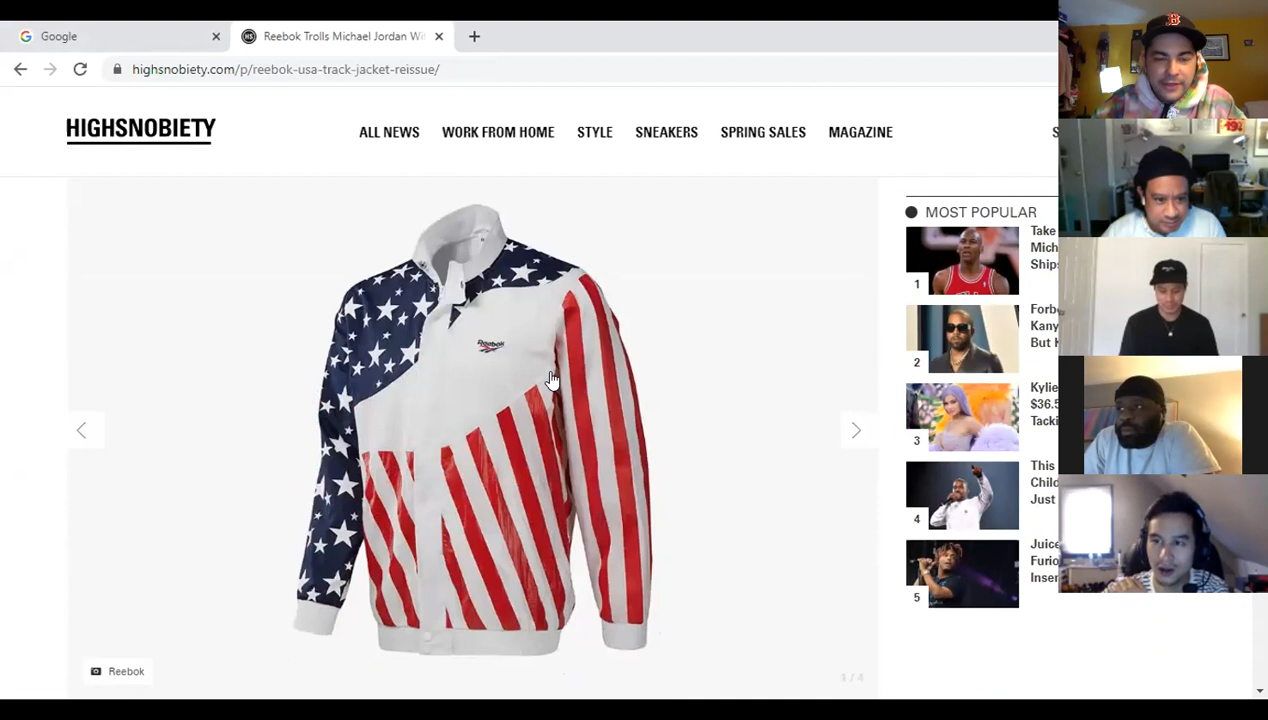 Google
Reebok Trolls Michael Jordan Wi
highsnobiety.com/p/reebok-usa-track-jacket-reissue/
HIGHSNOBIETY
ALL NEWS
WORK FROM HOME
STYLE
SNEAKERS
SPRING SALES
MAGAZINE
S
MOST POPULAR
Reebok
1
Take
Mich
Ships
2
Forb
Kany
But H
3
Kylie
$36.5
Tacki
4
This
Child
Just
5
Juice
Furio
Inser
Reebok
1 / 4
B